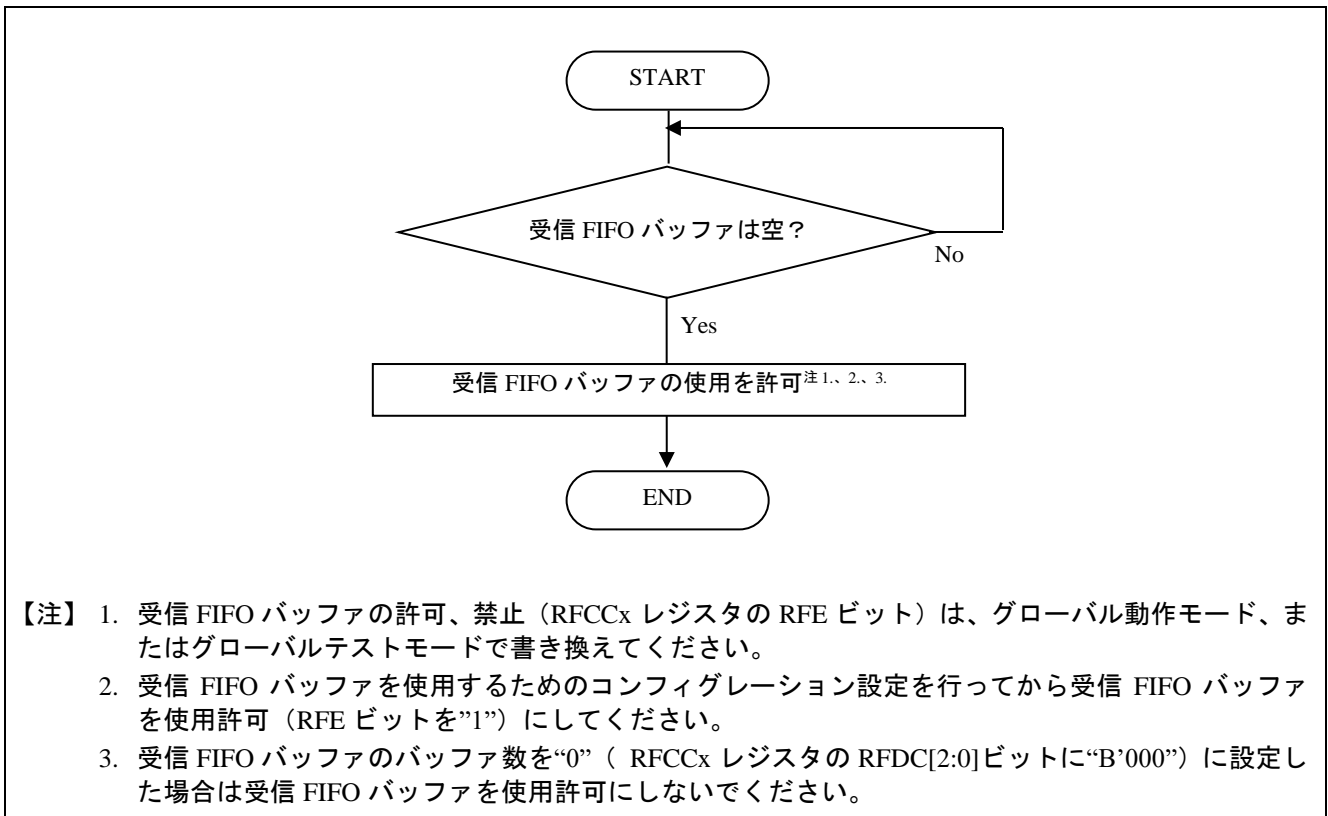 START
受信 FIFO バッファは空？
No
Yes
受信 FIFO バッファの使用を許可注 1.、2.、3.
END
【注】 1. 受信 FIFO バッファの許可、禁止（RFCCx レジスタの RFE ビット）は、グローバル動作モード、ま
たはグローバルテストモードで書き換えてください。
2. 受信 FIFO バッファを使用するためのコンフィグレーション設定を行ってから受信 FIFO バッファ
を使用許可（RFE ビットを”1”）にしてください。
3. 受信 FIFO バッファのバッファ数を“0”（ RFCCx レジスタの RFDC[2:0]ビットに“B’000”）に設定し
た場合は受信 FIFO バッファを使用許可にしないでください。